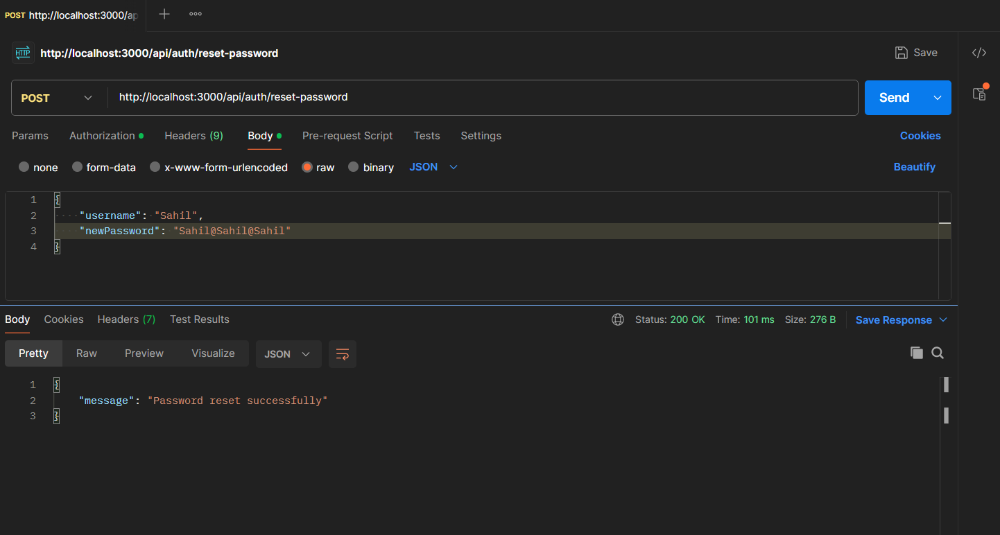 POST http://localhost:3000/ap
HTTP http://localhost:3000/api/auth/reset-password Save
POST http://localhost:3000/api/auth/reset-password Send
Params Authorization Headers (9) Body Pre-request Script Tests Settings Cookies
none form-data x-www-form-urlencoded raw binary JSON Beautify
1 {
2 "username": "Sahil",
3 "newPassword": "Sahil@Sahil@Sahil"
4 }
Body Cookies Headers (7) Test Results Status: 200 OK Time: 101 ms Size: 276 B Save Response
Pretty Raw Preview Visualize JSON
1 {
2 "message": "Password reset successfully"
3 }